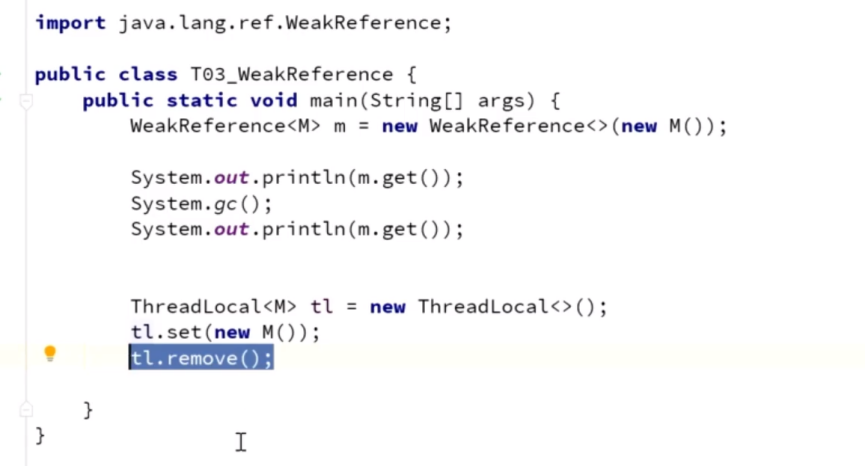 import java.lang.ref.WeakReference;
public class T03_WeakReference {
public static void main(String[] args) {
WeakReference<M> m = new WeakReference<>(new M());
System.out.println(m.get());
System.gc();
System.out.println(m.get());
ThreadLocal<M> tl = new ThreadLocal<>();
tl.set(new M());
tl.remove();
}
}